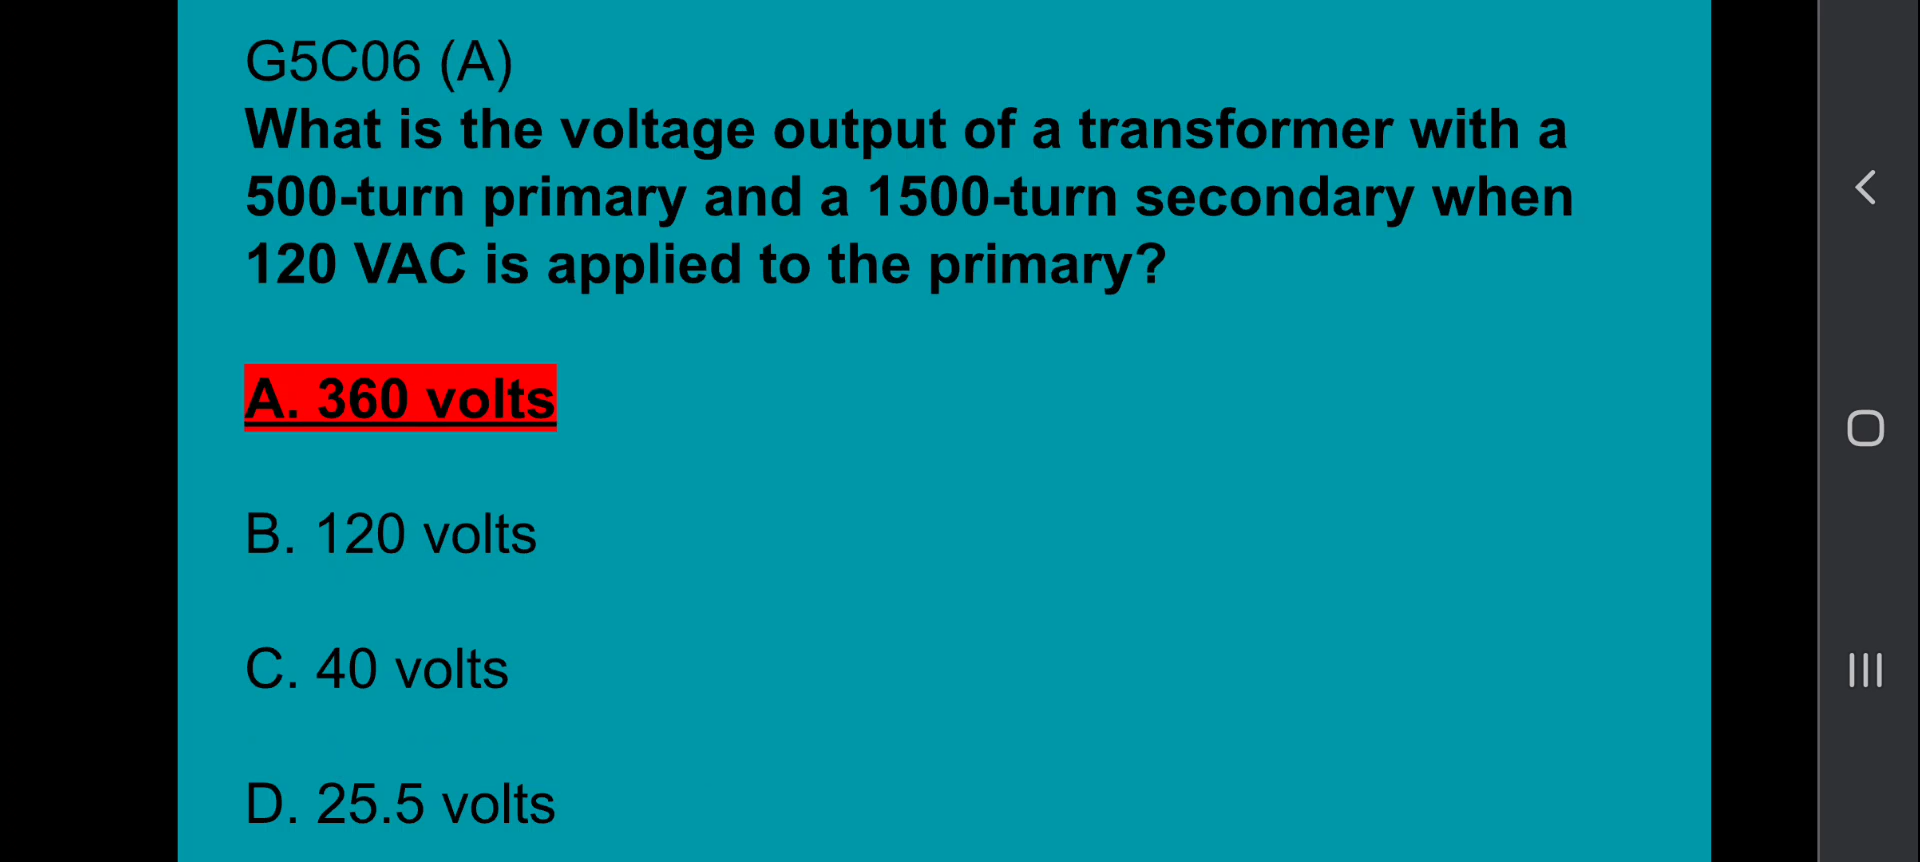 G5C06 (A)
What is the voltage output of a transformer with a
500-turn primary and a 1500-turn secondary when
120 VAC is applied to the primary?
A. 360 volts
B. 120 volts
C. 40 volts
D. 25.5 volts